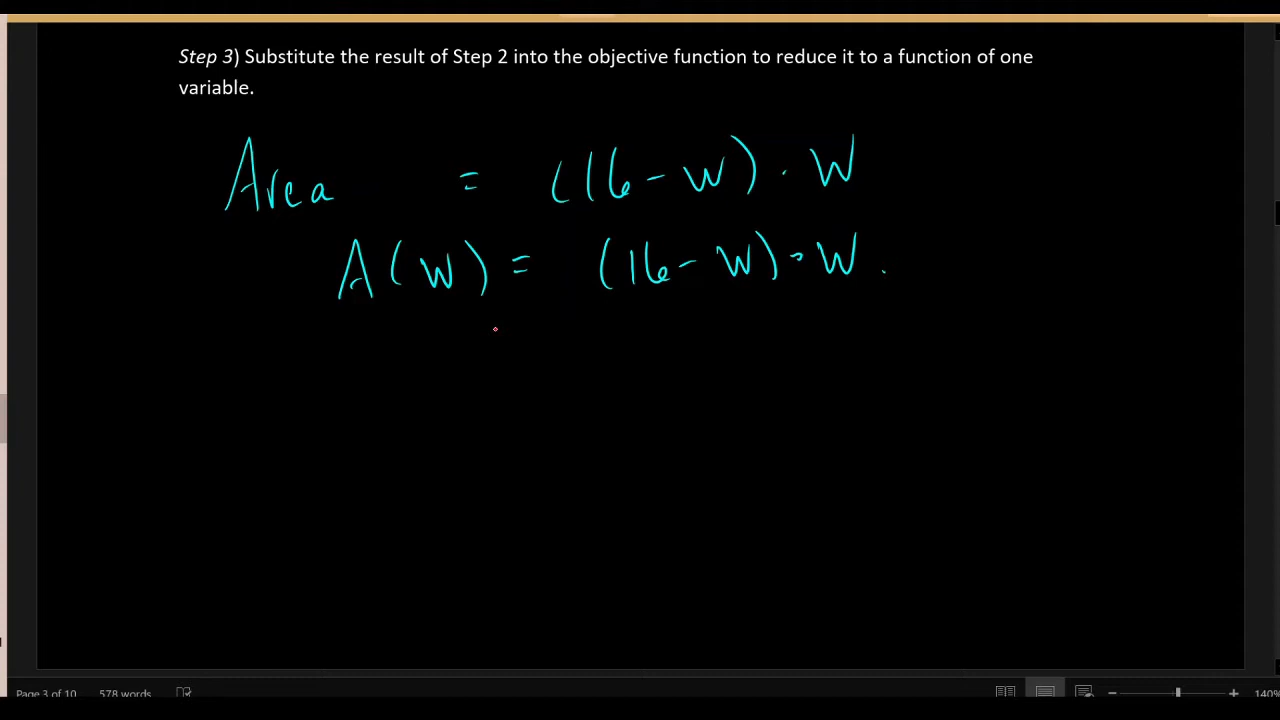 Step 3) Substitute the result of Step 2 into the objective function to reduce it to a function of one
variable.
Area = (16 - W) · W
A(W) = (16 - W) · W.
Page 3 of 10 578 words 140%